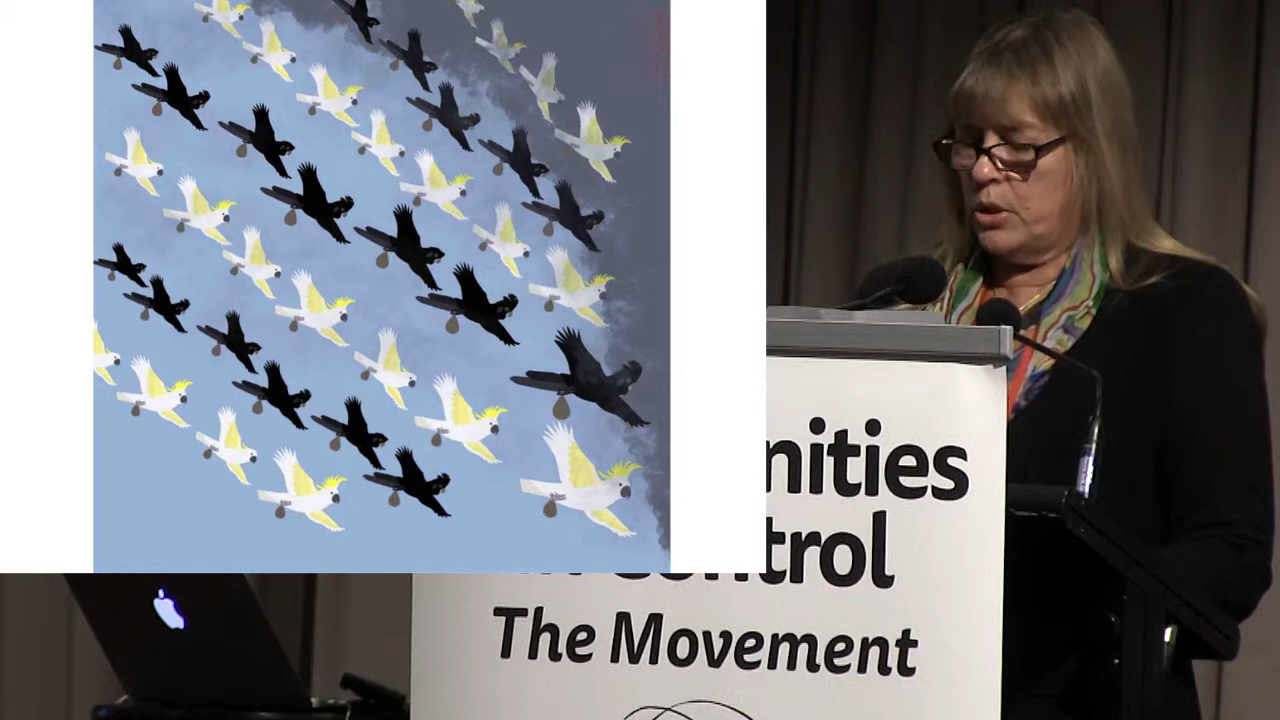 nities
trol
The Movement